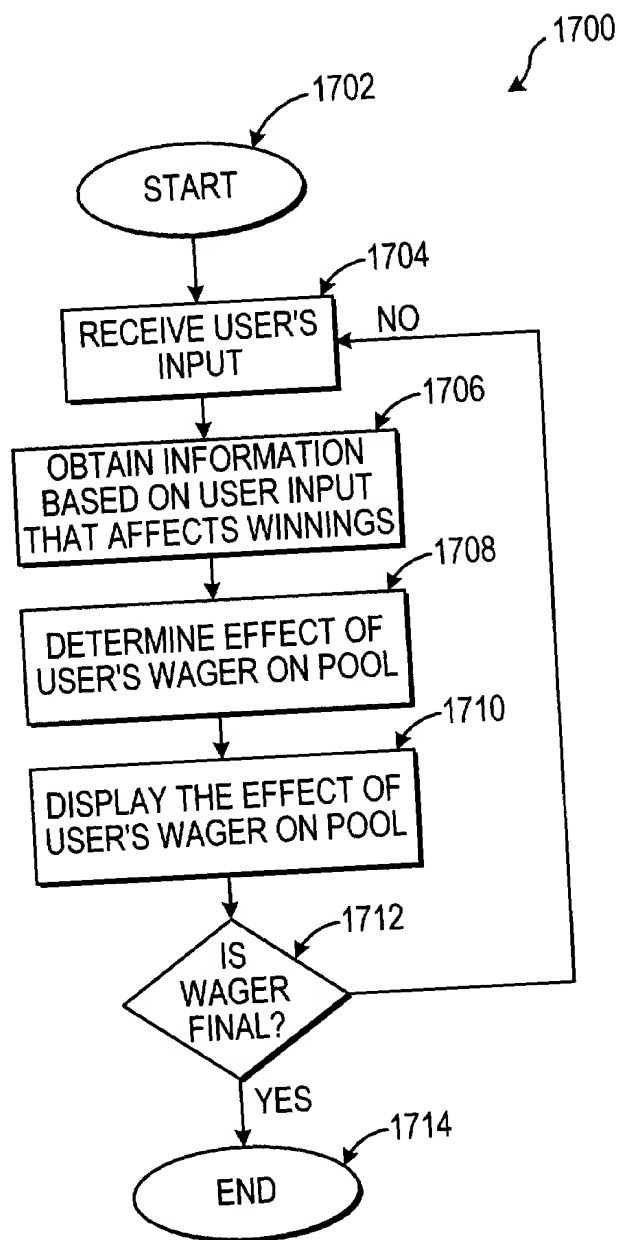 1700
1702
START
1704
RECEIVE USER'S
INPUT
NO
1706
OBTAIN INFORMATION
BASED ON USER INPUT
THAT AFFECTS WINNINGS
1708
DETERMINE EFFECT OF
USER'S WAGER ON POOL
1710
DISPLAY THE EFFECT OF
USER'S WAGER ON POOL
1712
IS
WAGER
FINAL?
YES
1714
END